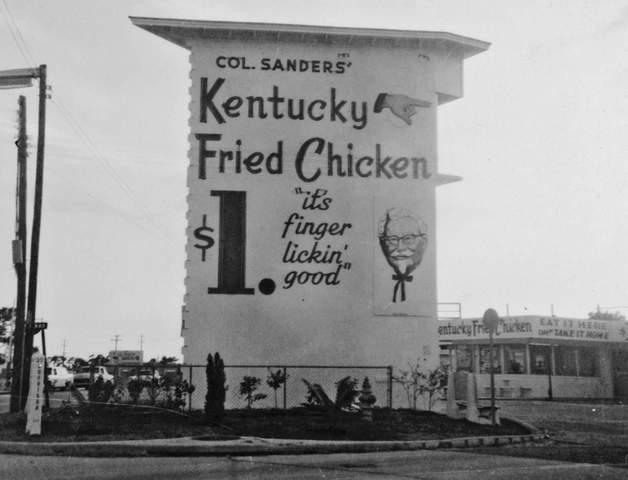 COL. SANDERS'
Kentucky
Fried Chicken
$1.
"it's
finger
lickin'
good"
Kentucky Fried Chicken
EAT IT HERE
OR TAKE IT HOME